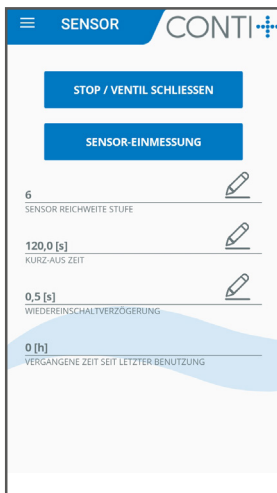 SENSOR
CONTI+
STOP / VENTIL SCHLIESSEN
SENSOR-EINMESSUNG
6
SENSOR REICHWEITE STUFE
120,0 [s]
KURZ-AUS ZEIT
0,5 [s]
WIEDEREINSCHALTVERZÖGERUNG
0 [h]
VERGANGENE ZEIT SEIT LETZTER BENUTZUNG